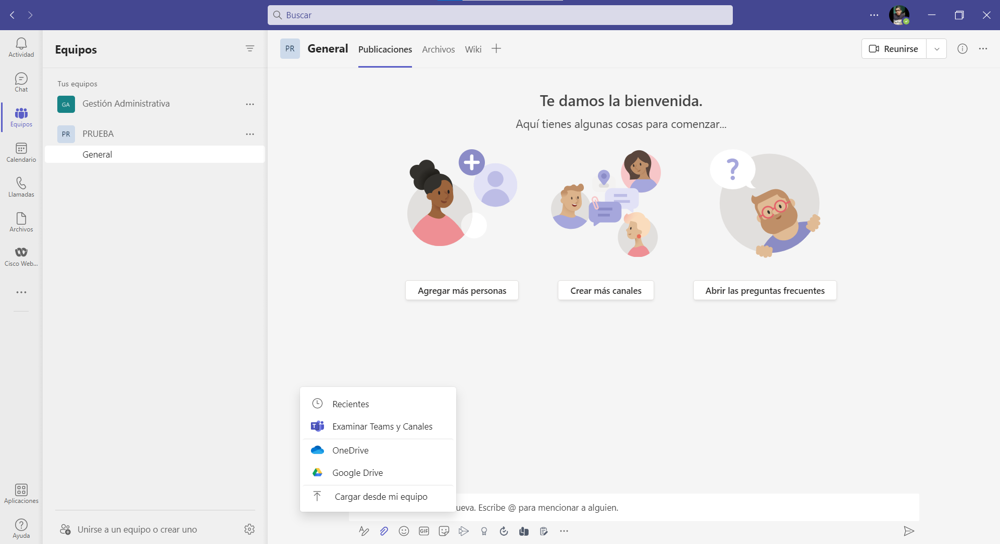 Buscar
Actividad
Chat
Equipos
Calendario
Llamadas
Archivos
Cisco Web...
Aplicaciones
Ayuda
Equipos
Tus equipos
GA Gestión Administrativa
PR PRUEBA
General
Unirse a un equipo o crear uno
PR General Publicaciones Archivos Wiki
Reunirse
Te damos la bienvenida.
Aquí tienes algunas cosas para comenzar...
?
Agregar más personas
Crear más canales
Abrir las preguntas frecuentes
Recientes
Examinar Teams y Canales
OneDrive
Google Drive
Cargar desde mi equipo
ueva. Escribe @ para mencionar a alguien.
GIF